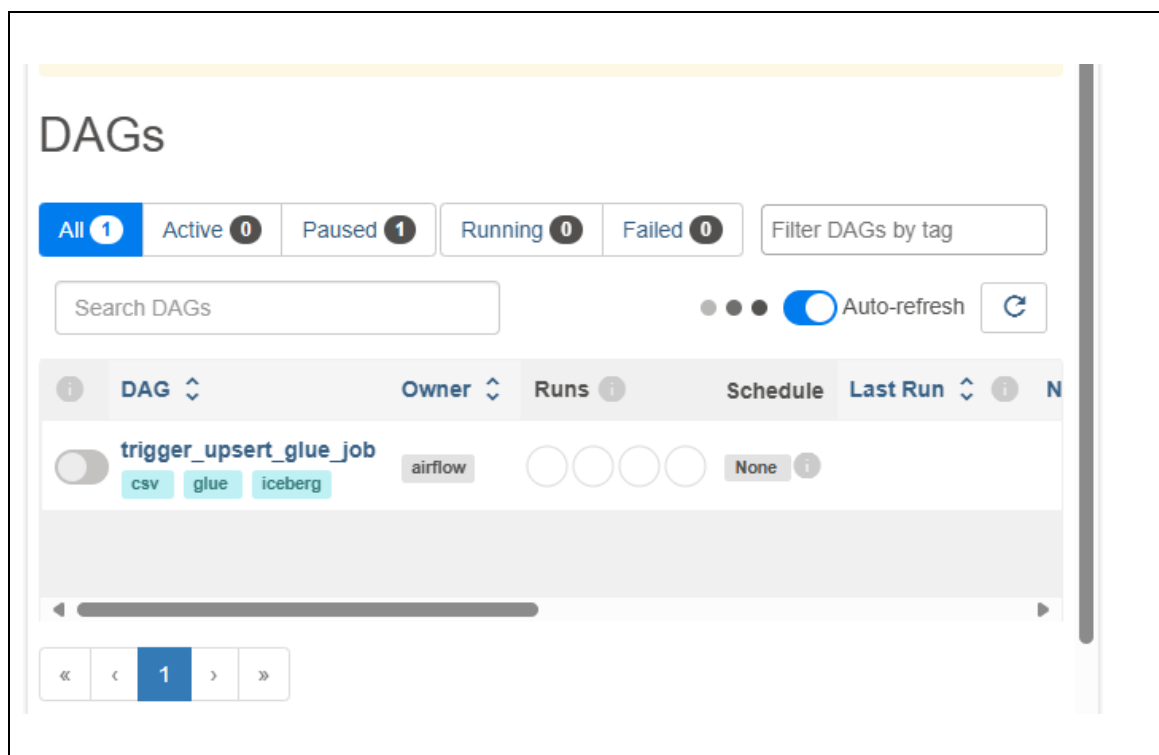 DAGs
All 1 Active 0 Paused 1 Running 0 Failed 0 Filter DAGs by tag
Search DAGs Auto-refresh
DAG Owner Runs Schedule Last Run N
trigger_upsert_glue_job
airflow None
csv glue iceberg
« ‹ 1 › »